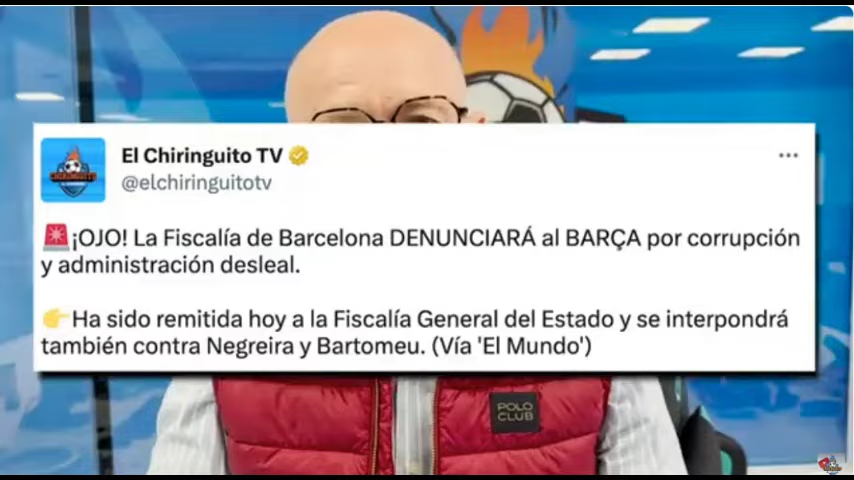 El Chiringuito TV
@elchiringuitotv
🚨¡OJO! La Fiscalía de Barcelona DENUNCIARÁ al BARÇA por corrupción
y administración desleal.
👉Ha sido remitida hoy a la Fiscalía General del Estado y se interpondrá
también contra Negreira y Bartomeu. (Vía 'El Mundo')
CHIRINGUITO
POLO
CLUB